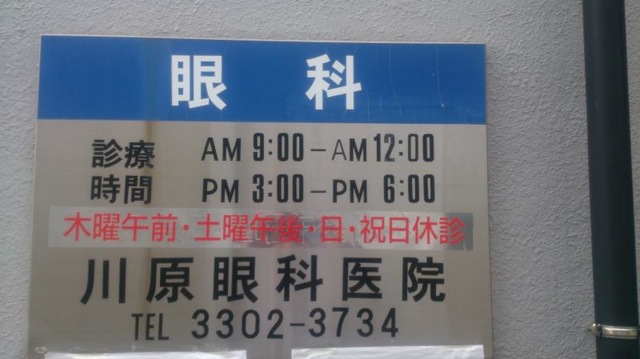 眼科
診療 AM 9:00-AM 12:00
時間 PM 3:00-PM 6:00
木曜午前・土曜午後・日・祝日休診
川原眼科医院
TEL 3302-3734